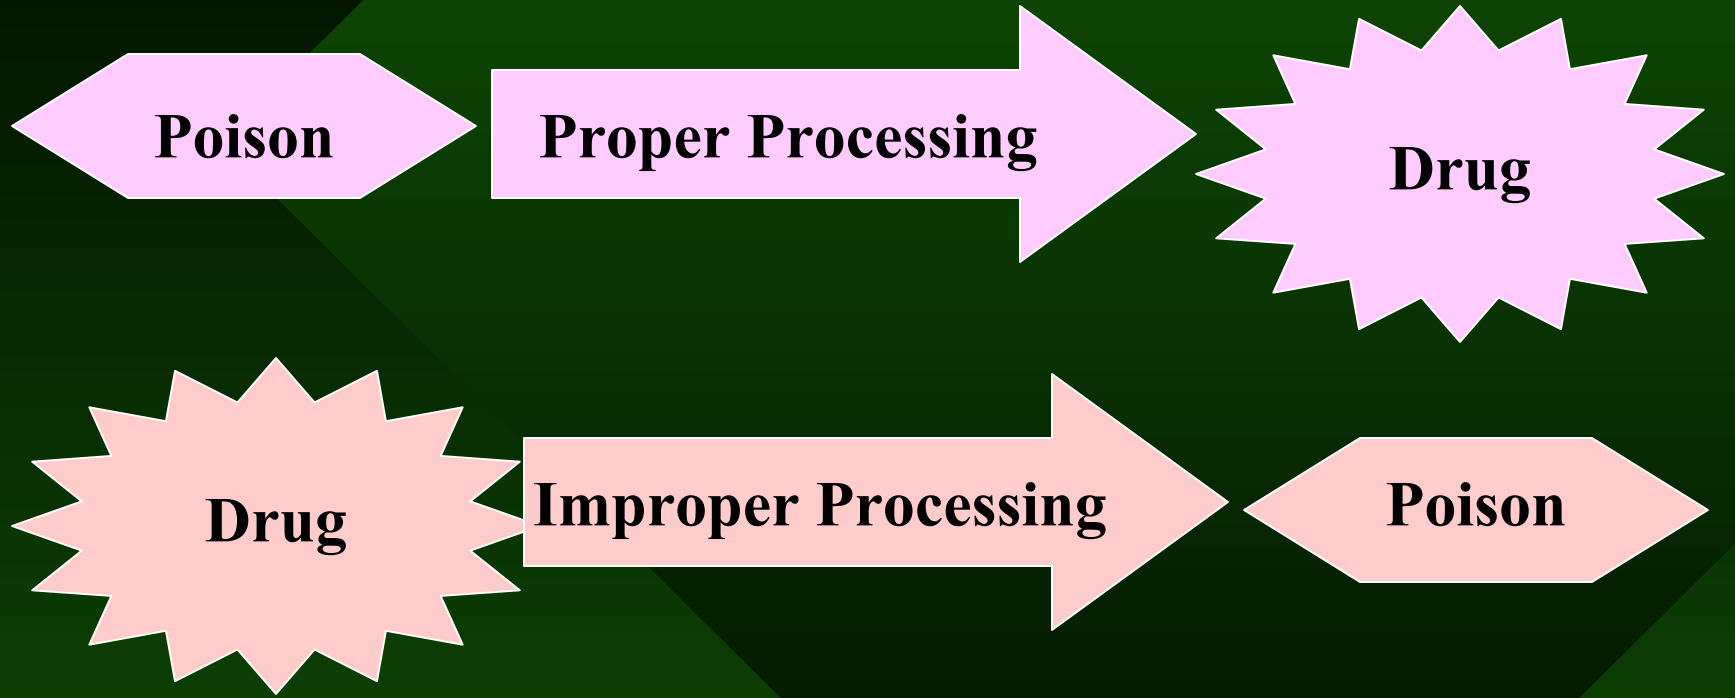 Poison
Proper Processing
Drug
Drug
Improper Processing
Poison